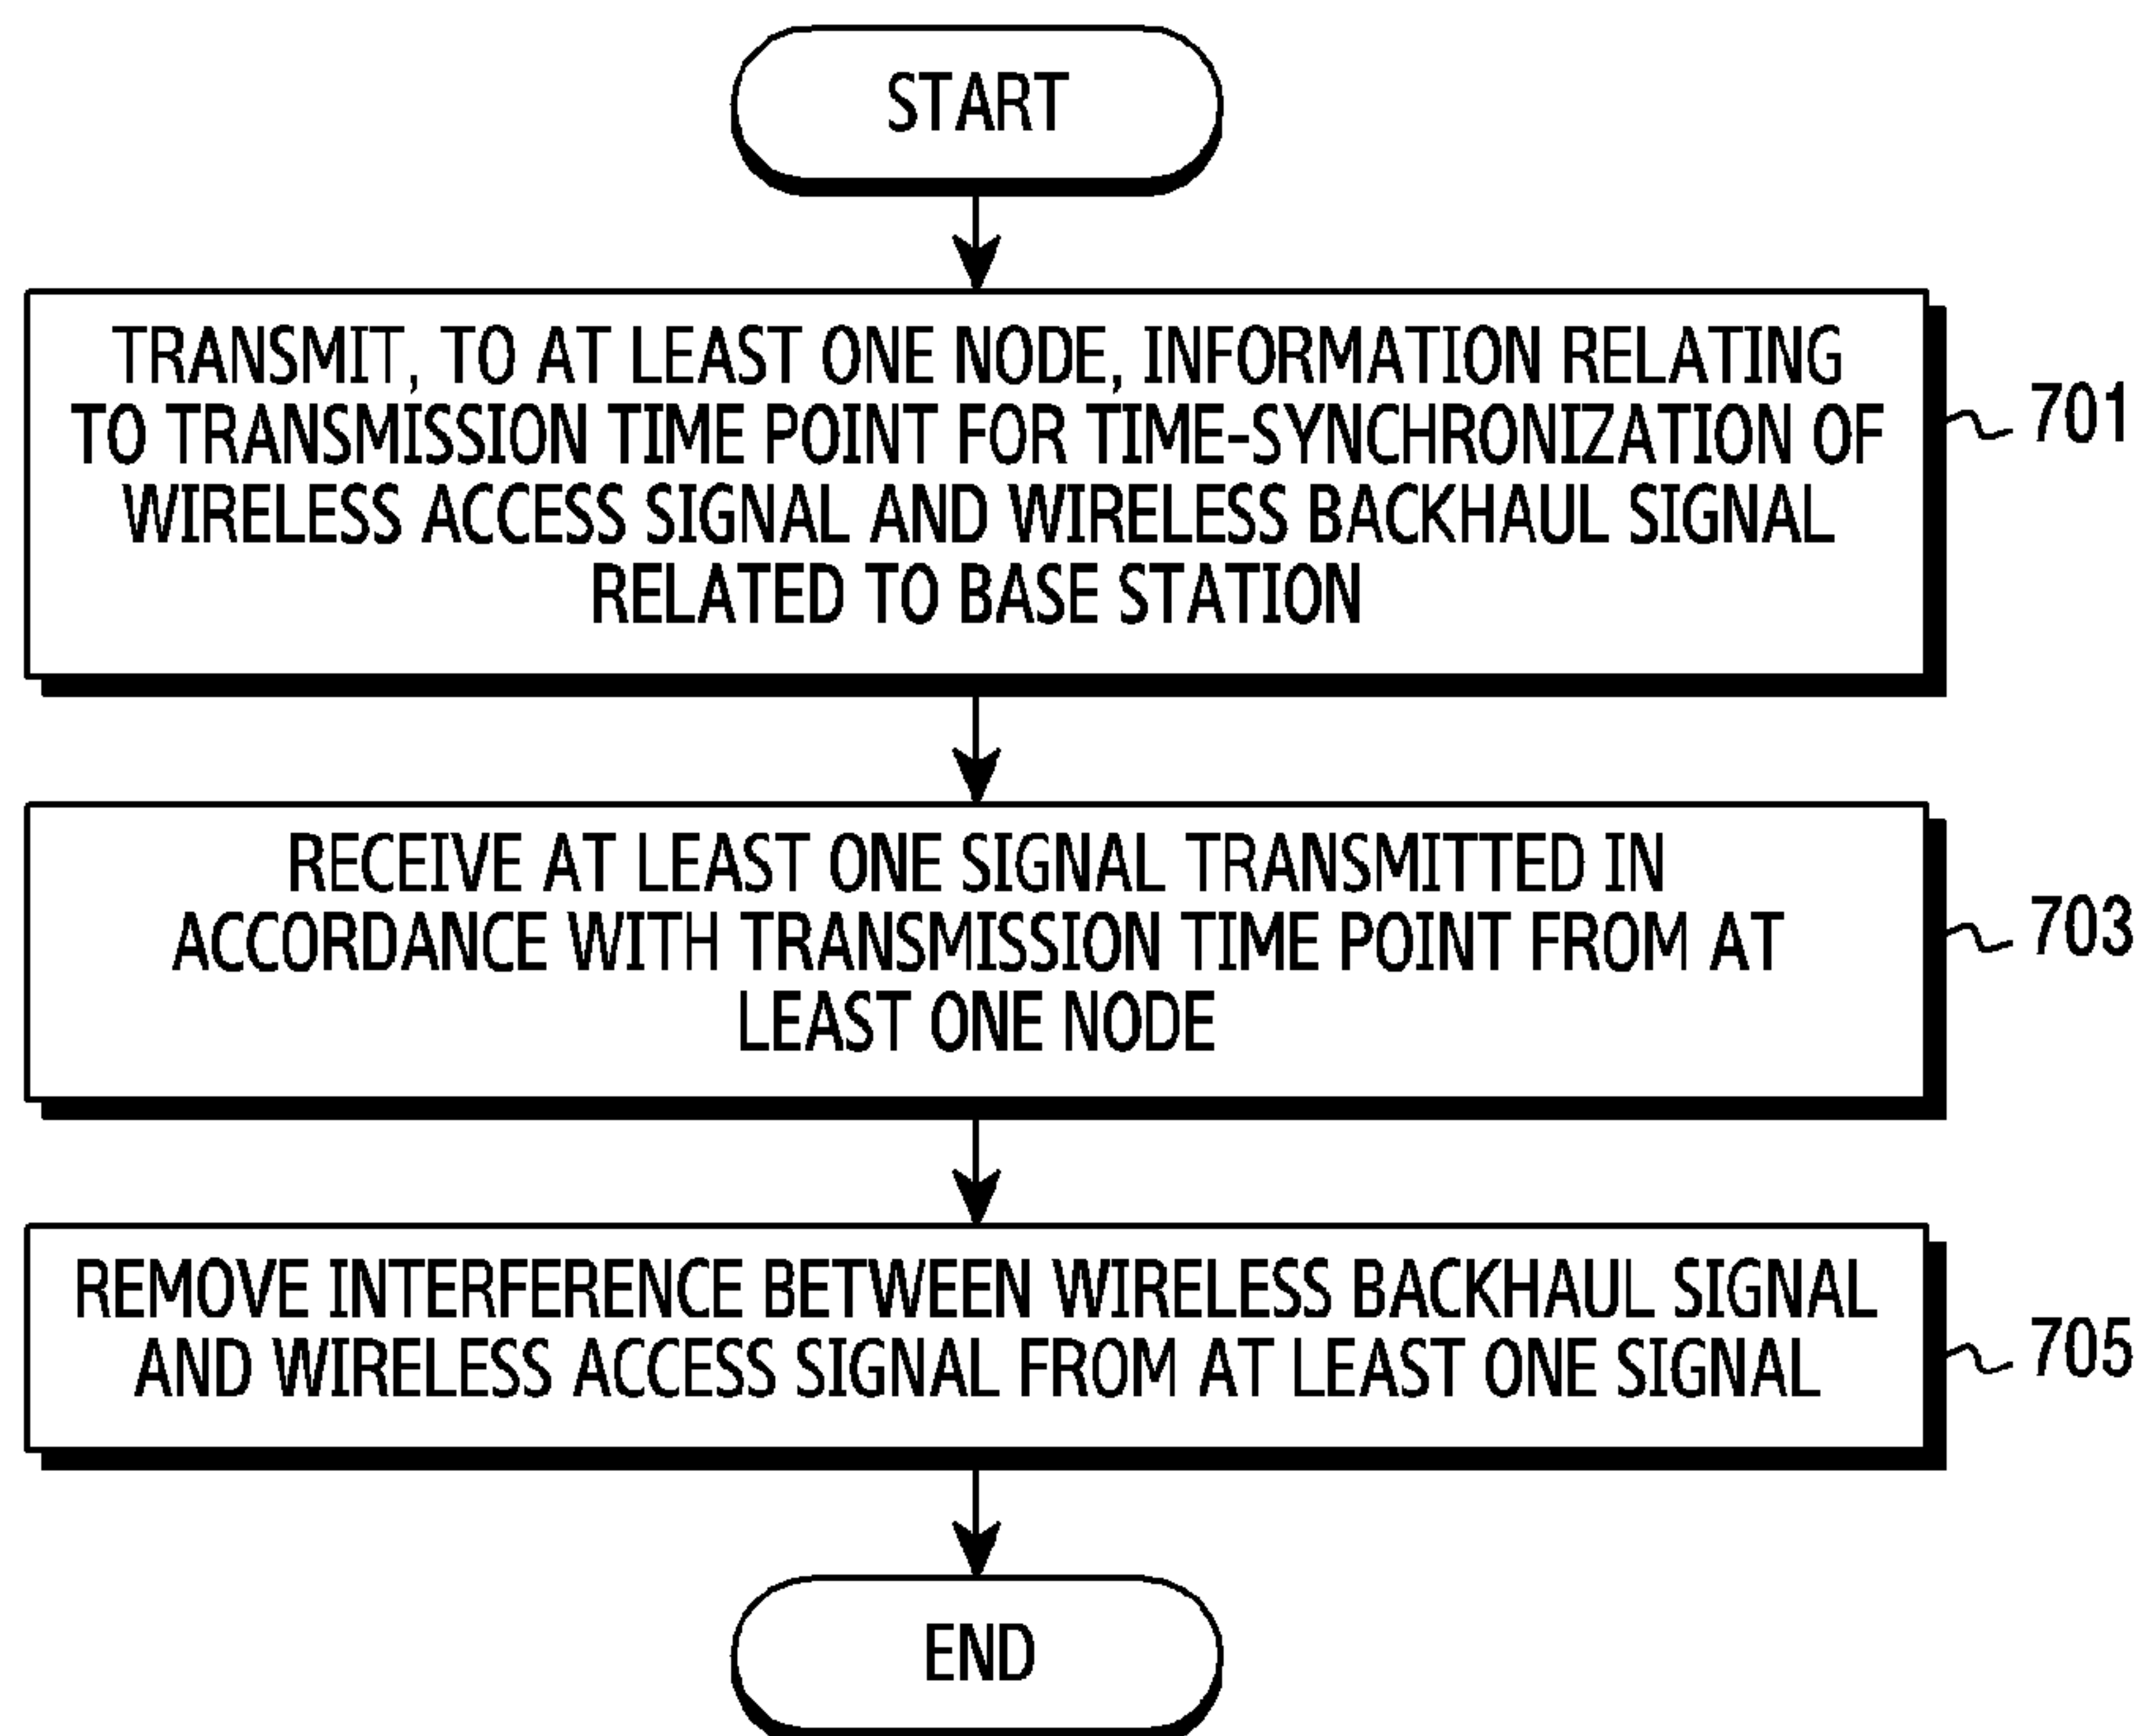 START
TRANSMIT, TO AT LEAST ONE NODE, INFORMATION RELATING
TO TRANSMISSION TIME POINT FOR TIME-SYNCHRONIZATION OF
WIRELESS ACCESS SIGNAL AND WIRELESS BACKHAUL SIGNAL
RELATED TO BASE STATION
701
RECEIVE AT LEAST ONE SIGNAL TRANSMITTED IN
ACCORDANCE WITH TRANSMISSION TIME POINT FROM AT
LEAST ONE NODE
703
REMOVE INTERFERENCE BETWEEN WIRELESS BACKHAUL SIGNAL
AND WIRELESS ACCESS SIGNAL FROM AT LEAST ONE SIGNAL
705
END